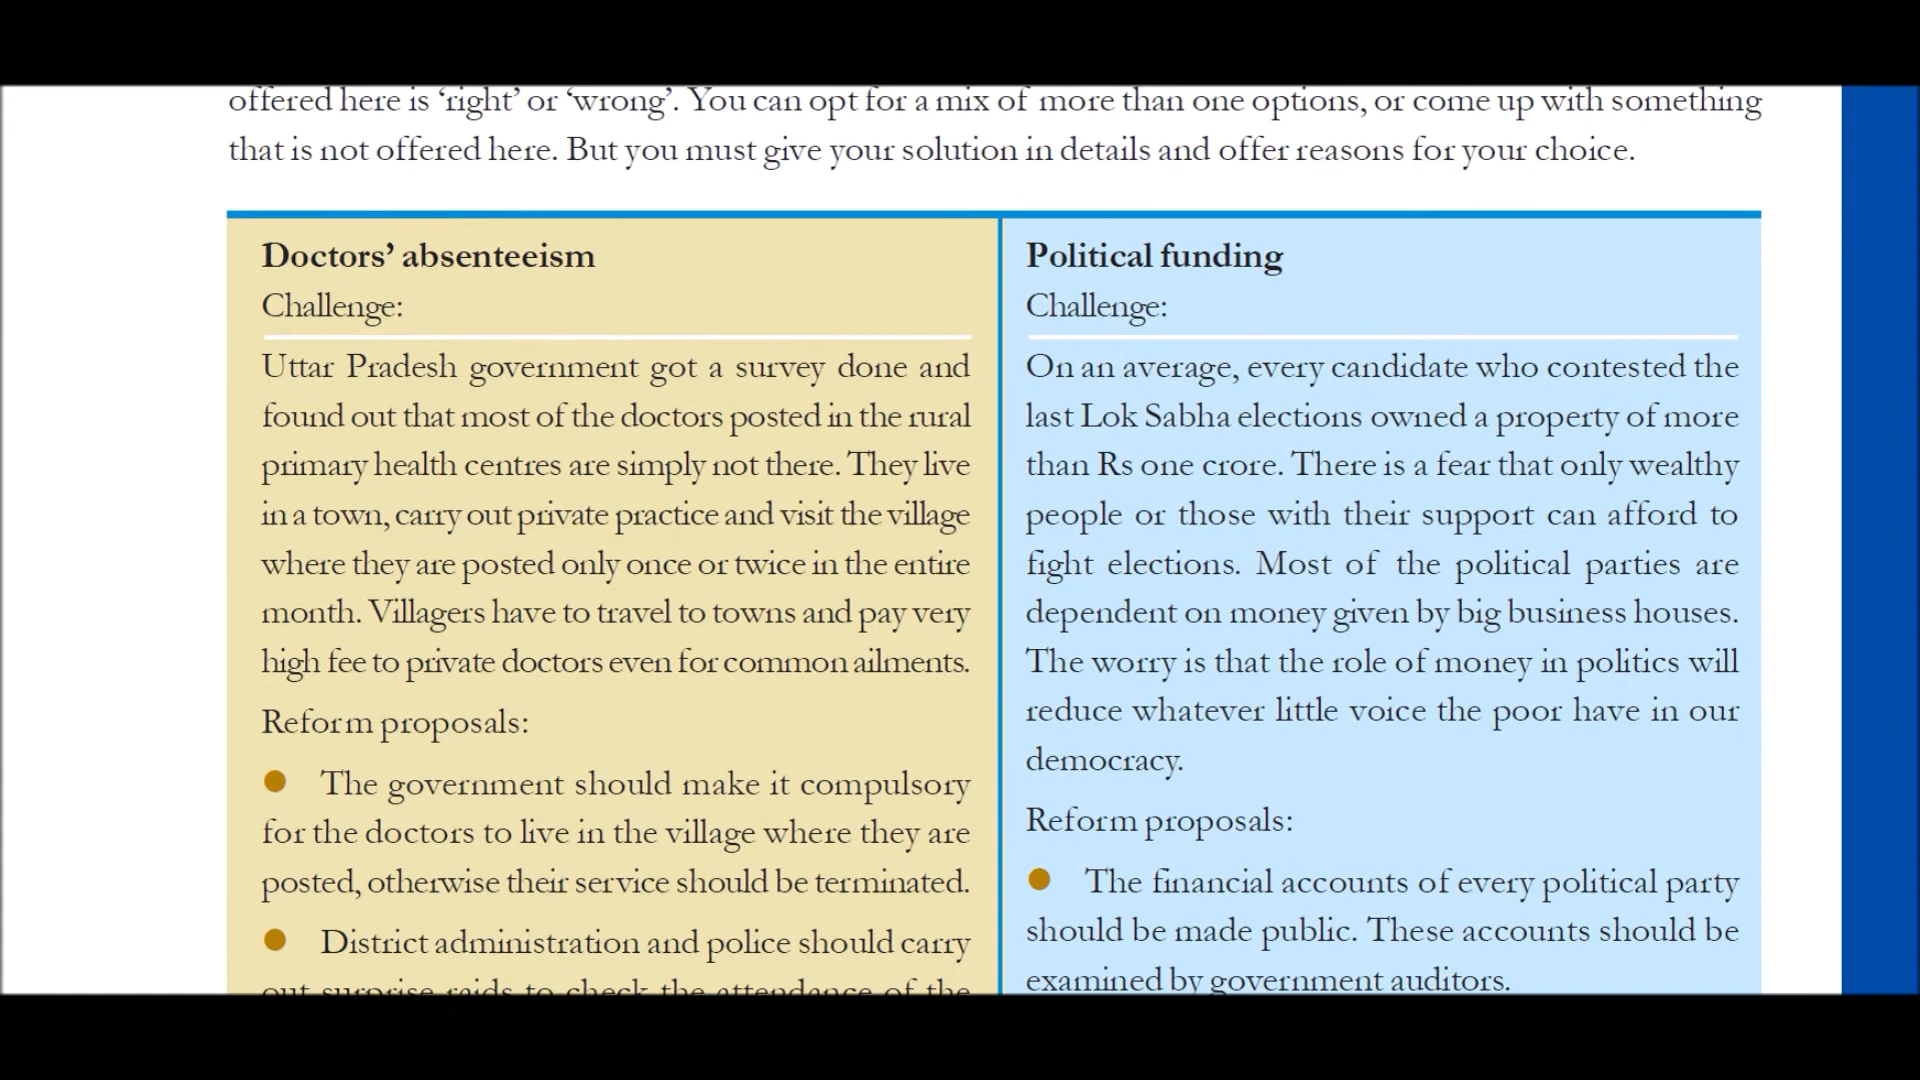 offered here is ‘right’ or ‘wrong’. You can opt for a mix of more than one options, or come up with something
that is not offered here. But you must give your solution in details and offer reasons for your choice.
Doctors’ absenteeism
Challenge:
Uttar Pradesh government got a survey done and
found out that most of the doctors posted in the rural
primary health centres are simply not there. They live
in a town, carry out private practice and visit the village
where they are posted only once or twice in the entire
month. Villagers have to travel to towns and pay very
high fee to private doctors even for common ailments.
Reform proposals:
● The government should make it compulsory
for the doctors to live in the village where they are
posted, otherwise their service should be terminated.
● District administration and police should carry
out surprise raids to check the attendance of the
Political funding
Challenge:
On an average, every candidate who contested the
last Lok Sabha elections owned a property of more
than Rs one crore. There is a fear that only wealthy
people or those with their support can afford to
fight elections. Most of the political parties are
dependent on money given by big business houses.
The worry is that the role of money in politics will
reduce whatever little voice the poor have in our
democracy.
Reform proposals:
● The financial accounts of every political party
should be made public. These accounts should be
examined by government auditors.